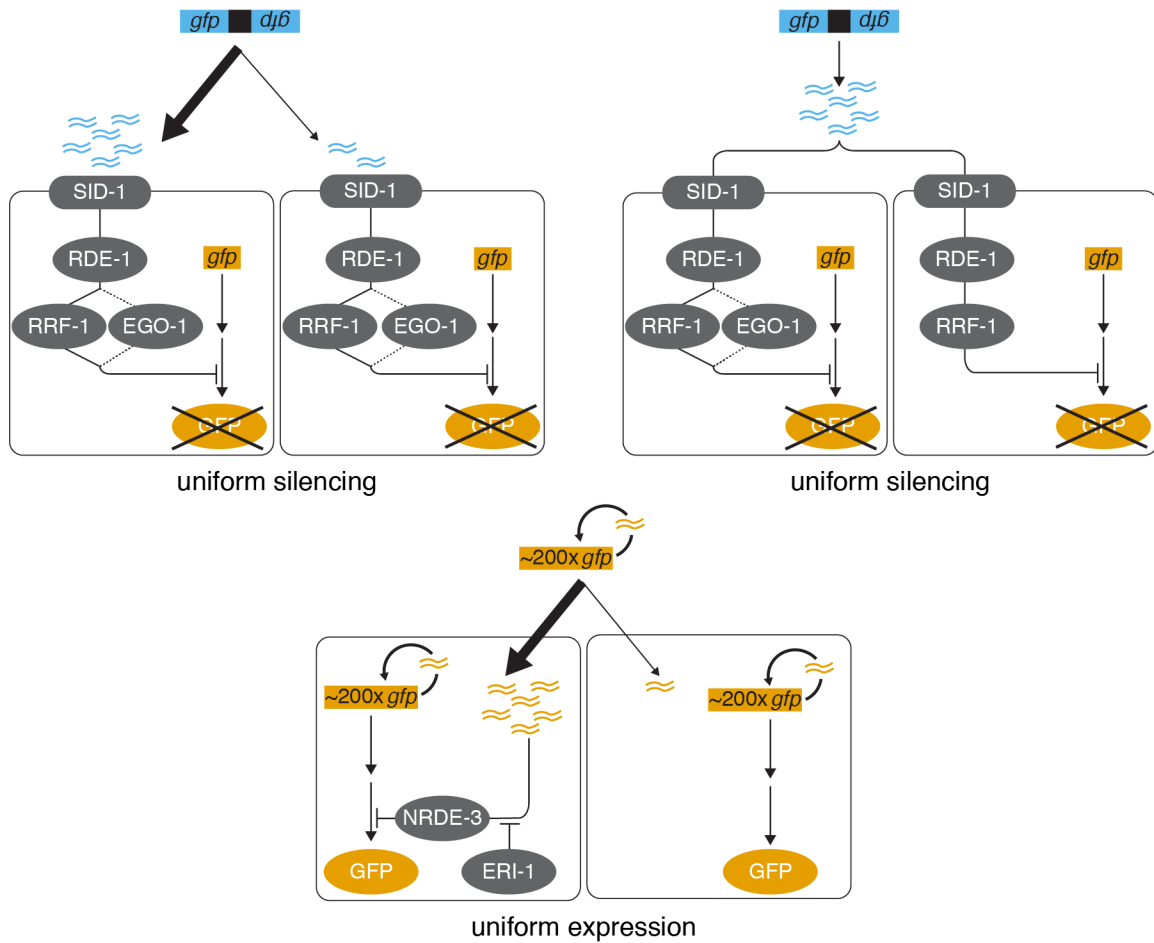 gfp gfp
gfp gfp
SID-1
SID-1
SID-1
SID-1
RDE-1
gfp
RDE-1
gfp
RDE-1
gfp
RDE-1
gfp
RRF-1
EGO-1
RRF-1
EGO-1
RRF-1
EGO-1
RRF-1
GFP
GFP
GFP
GFP
uniform silencing
uniform silencing
~200x gfp
~200x gfp
~200x gfp
NRDE-3
GFP
ERI-1
GFP
uniform expression